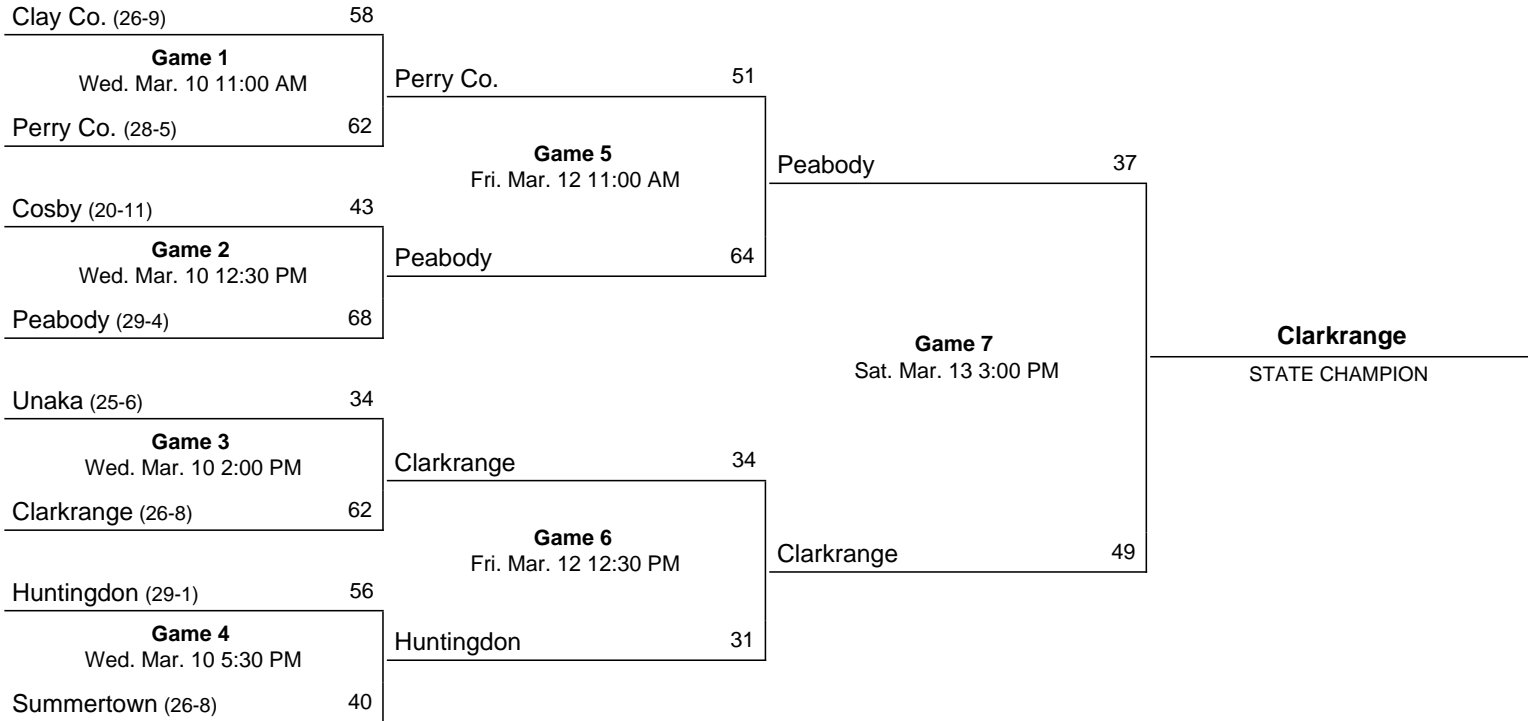 Clay Co. (26-9) 58
Game 1
Wed. Mar. 10 11:00 AM
Perry Co. (28-5) 62
Cosby (20-11) 43
Game 2
Wed. Mar. 10 12:30 PM
Peabody (29-4) 68
Unaka (25-6) 34
Game 3
Wed. Mar. 10 2:00 PM
Clarkrange (26-8) 62
Huntingdon (29-1) 56
Game 4
Wed. Mar. 10 5:30 PM
Summertown (26-8) 40
Perry Co. 51
Game 5
Fri. Mar. 12 11:00 AM
Peabody 64
Clarkrange 34
Game 6
Fri. Mar. 12 12:30 PM
Huntingdon 31
Peabody 37
Game 7
Sat. Mar. 13 3:00 PM
Clarkrange 49
Clarkrange
STATE CHAMPION